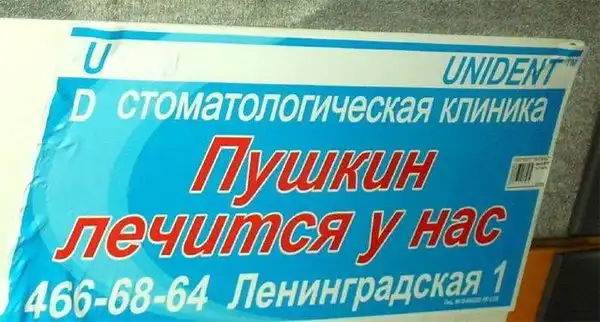 U UNIDENT
D СТОМАТОЛОГИЧЕСКАЯ КЛИНИКА
Пушкин
лечится у нас
466-68-64 Ленинградская 1